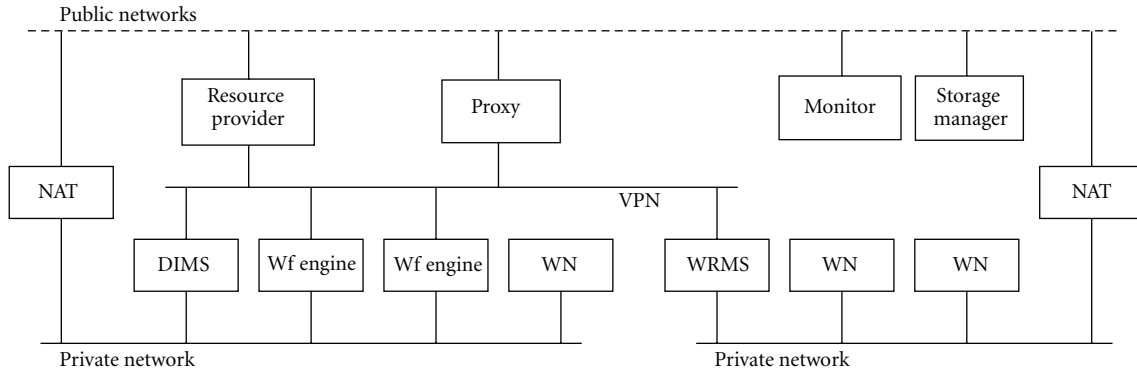 Public networks
Resource
provider
Proxy
Monitor
Storage
manager
NAT
NAT
VPN
DIMS
Wf engine
Wf engine
WN
WRMS
WN
WN
Private network
Private network